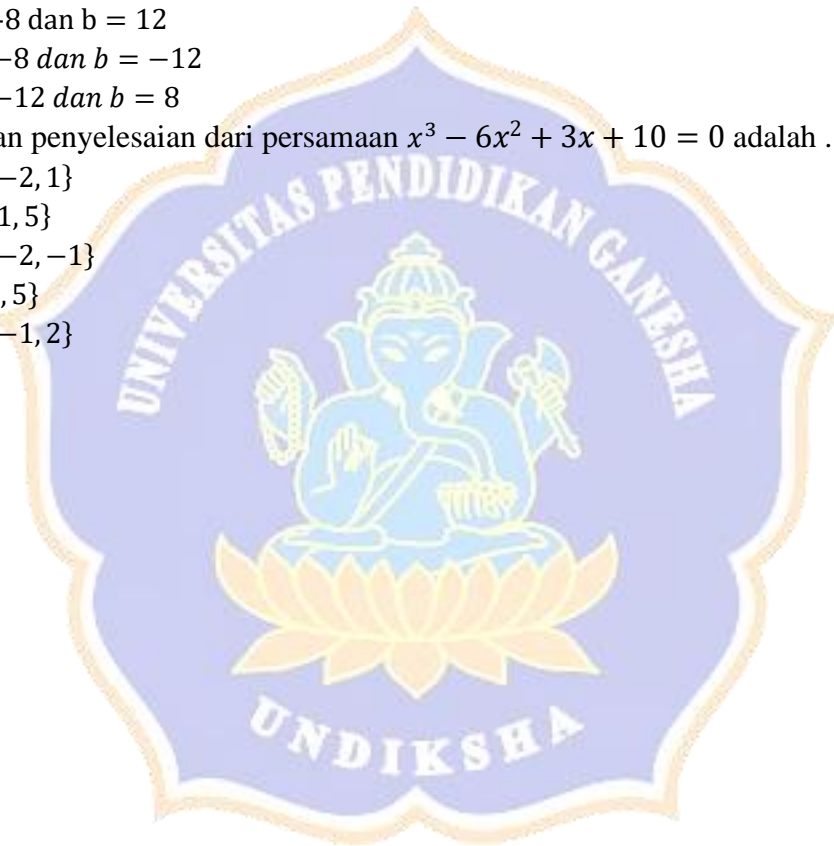 -8 dan b = 12
−8 dan b = −12
−12 dan b = 8
an penyelesaian dari persamaan x³ − 6x² + 3x + 10 = 0 adalah .
−2, 1}
1, 5}
−2, −1}
, 5}
−1, 2}
UNIVERSITAS PENDIDIKAN GANESHA
UNDIKSHA